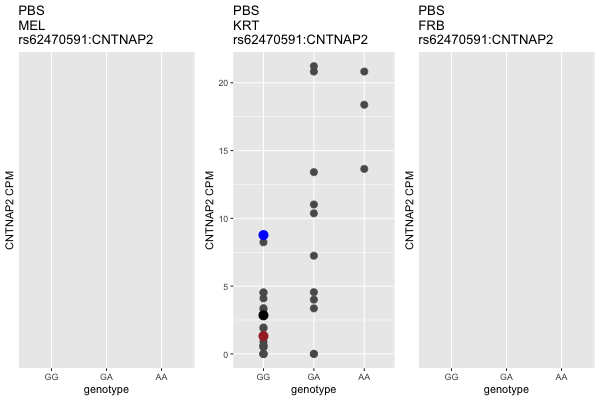 PBS
MEL
rs62470591:CNTNAP2
CNTNAP2 CPM
GG GA AA
genotype
PBS
KRT
rs62470591:CNTNAP2
CNTNAP2 CPM
20
15
10
5
0
GG GA AA
genotype
PBS
FRB
rs62470591:CNTNAP2
CNTNAP2 CPM
GG GA AA
genotype